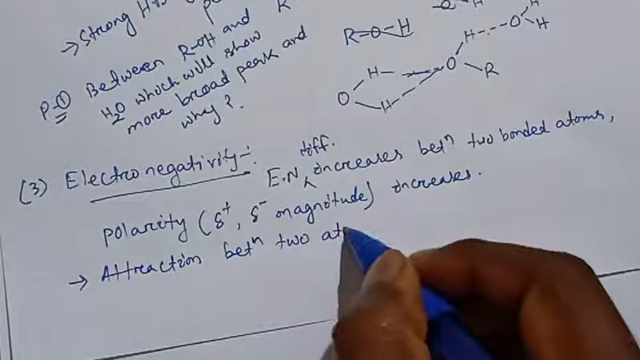 → Strong H+
P-① Between R-OH and
H2O which will show
more broad peak and
why?
R-O-H
H
O H
H O
O H R
(3) Electronegativity-:
diff.
E.N ∧ increases betn two bonded atoms,
polarity (δ+, δ- magnitude) increases.
→ Attraction betn two at